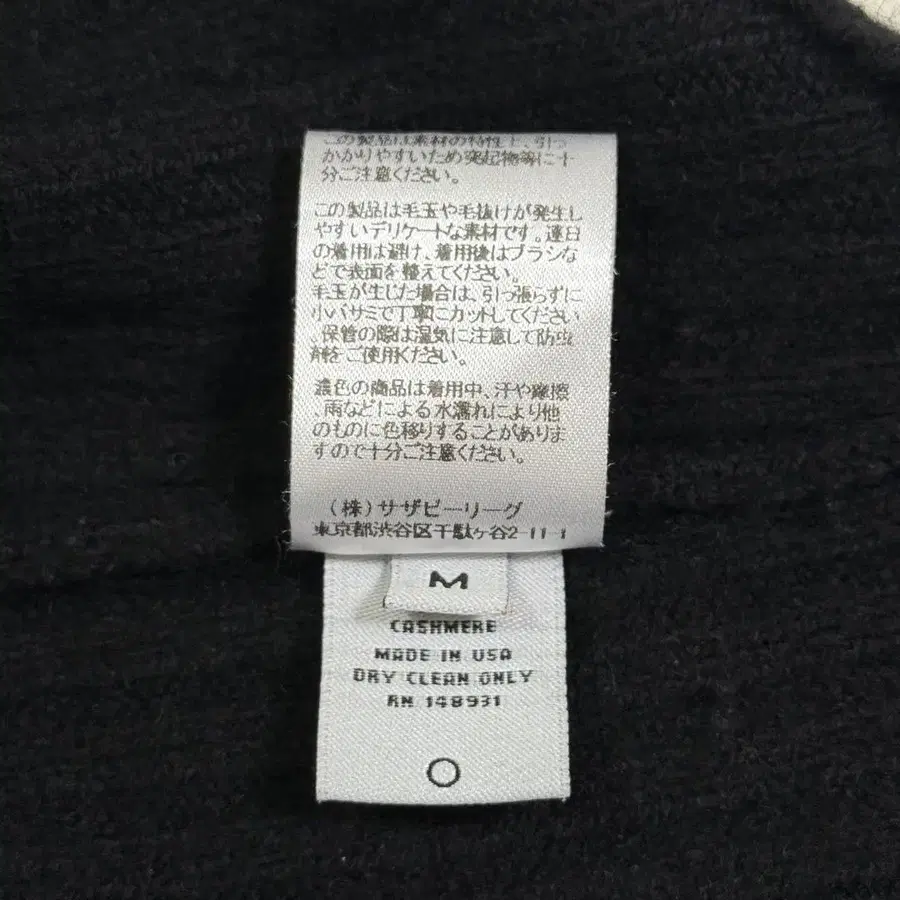 この製品は素材の特性上、引っ
かかりやすいため突起物等に十
分ご注意ください。
この製品は毛玉や毛抜けが発生し
やすいデリケートな素材です。連日
の着用は避け、着用後はブラシな
どで表面を整えてください。
毛玉が生じた場合は、引っ張らずに
小バサミで丁寧にカットしてください
、保管の際は湿気に注意して防虫
剤をご使用ください。
濃色の商品は着用中、汗や摩擦
、雨などによる水濡れにより他
のものに色移りすることがありま
すので十分ご注意ください。
（株）サザビーリーグ
東京都渋谷区千駄ヶ谷2-11-1
M
CASHMERE
MADE IN USA
DRY CLEAN ONLY
RN 148931
O